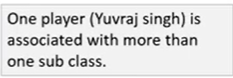 One player (Yuvraj singh) is
associated with more than
one sub class.